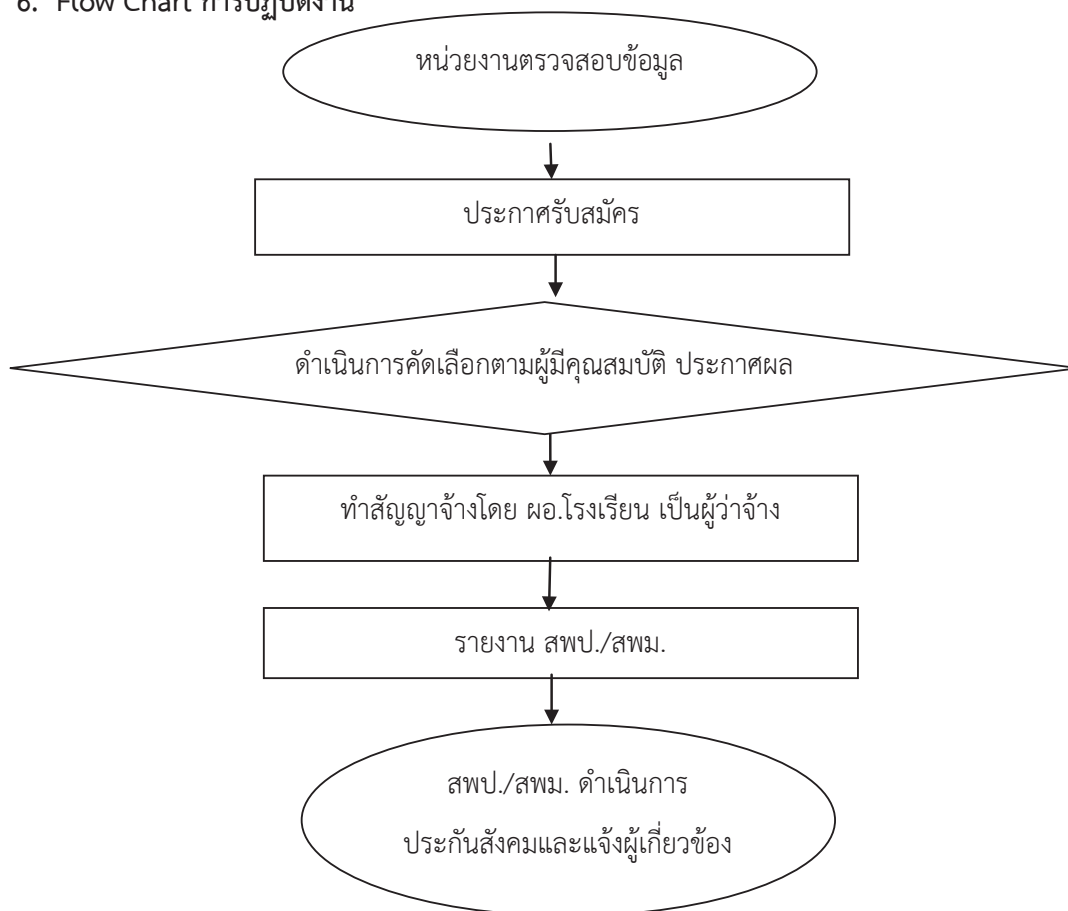 6. Flow Chart การปฏิบัติงาน
หน่วยงานตรวจสอบข้อมูล
ประกาศรับสมัคร
ดำเนินการคัดเลือกตามผู้มีคุณสมบัติ ประกาศผล
ทำสัญญาจ้างโดย ผอ.โรงเรียน เป็นผู้ว่าจ้าง
รายงาน สพป./สพม.
สพป./สพม. ดำเนินการ
ประกันสังคมและแจ้งผู้เกี่ยวข้อง